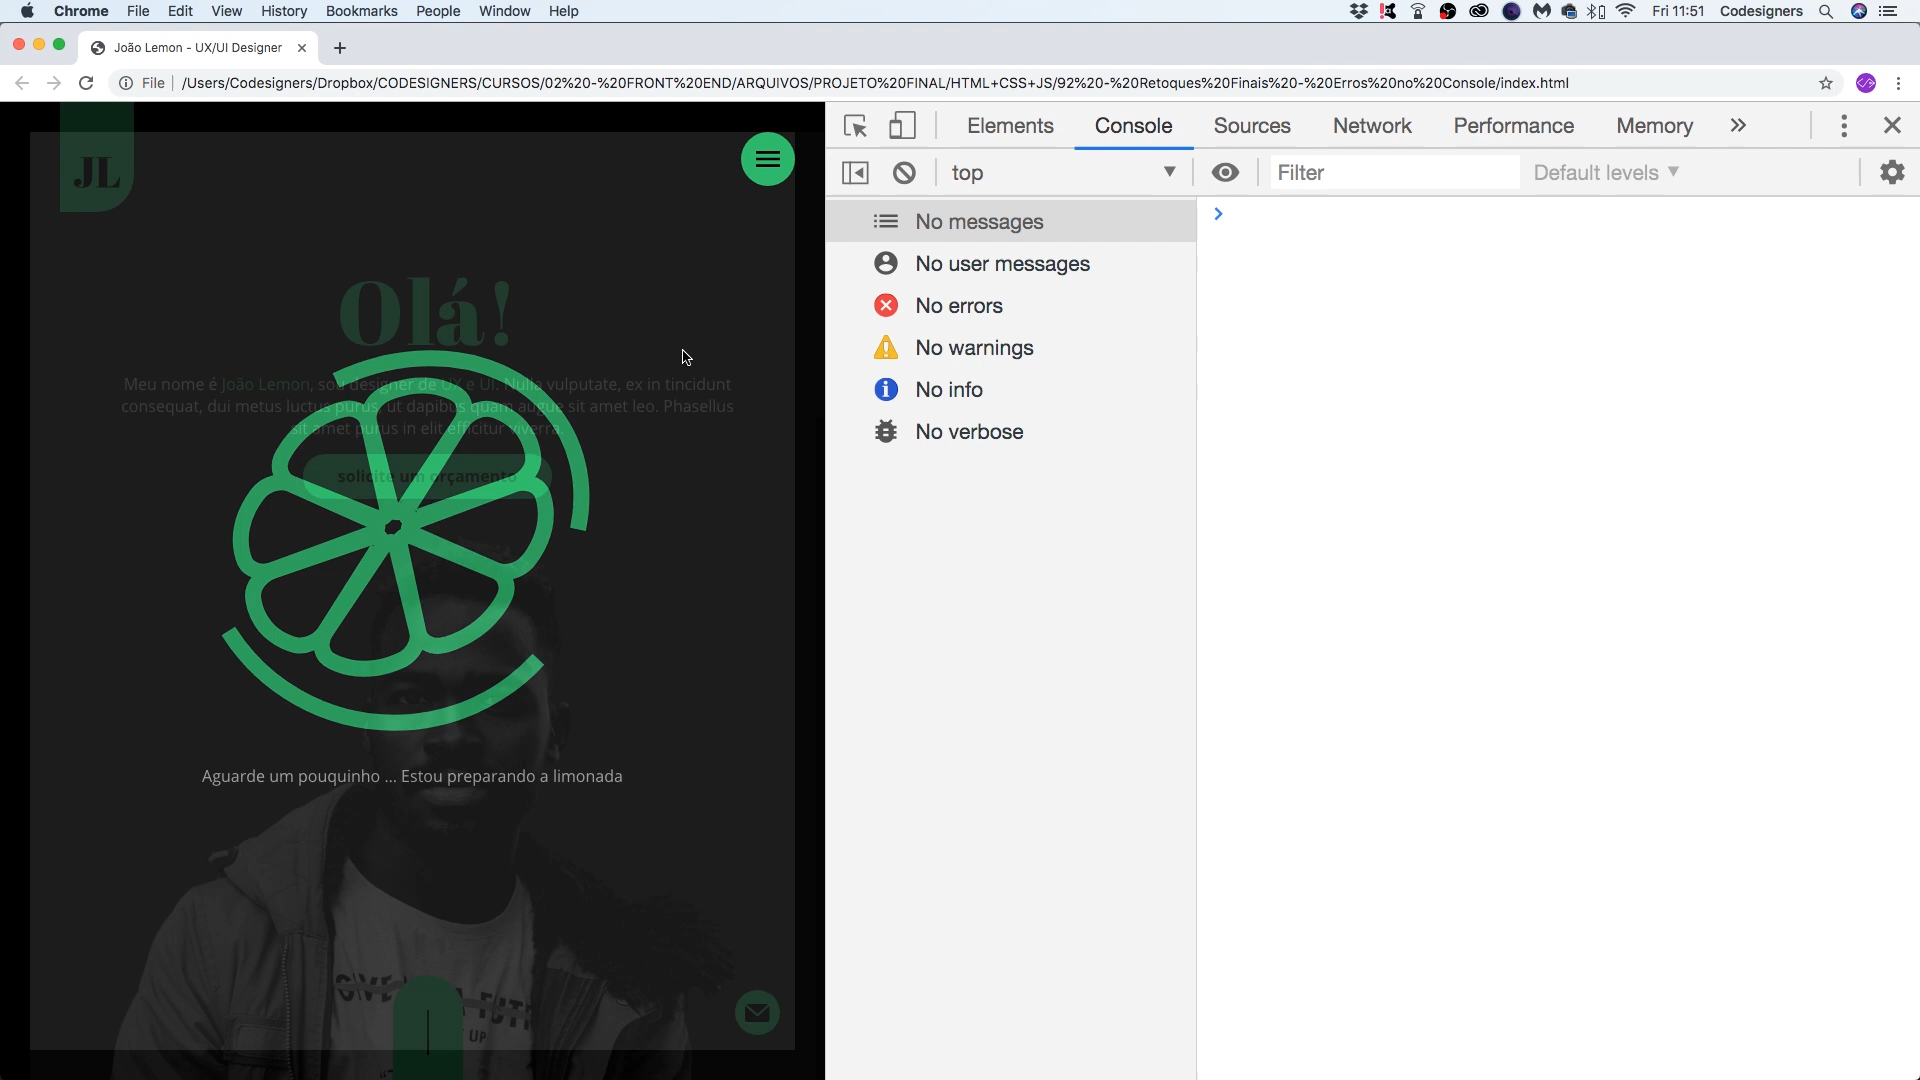 Chrome File Edit View History Bookmarks People Window Help Fri 11:51 Codesigners
João Lemon - UX/UI Designer
File /Users/Codesigners/Dropbox/CODESIGNERS/CURSOS/02%20-%20FRONT%20END/ARQUIVOS/PROJETO%20FINAL/HTML+CSS+JS/92%20-%20Retoques%20Finais%20-%20Erros%20no%20Console/index.html
JL
Olá!
Meu nome é João Lemon, sou designer de UX e UI. Nulla vulputate, ex in tincidunt
consequat, dui metus luctus purus, ut dapibus quam augue sit amet leo. Phasellus
sit amet purus in elit efficitur viverra.
solicite um orçamento
Aguarde um pouquinho ... Estou preparando a limonada
UP
Elements Console Sources Network Performance Memory
top Filter Default levels
No messages
No user messages
No errors
No warnings
No info
No verbose